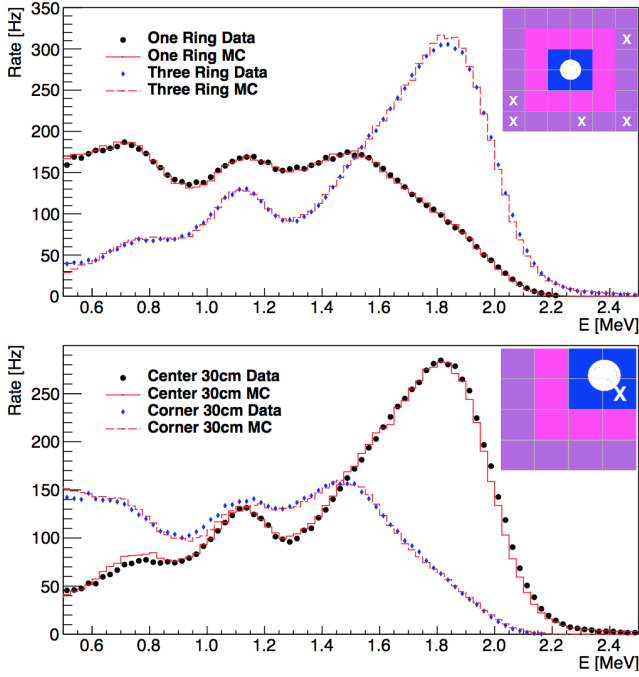 Rate [Hz]
350
300
250
200
150
100
50
0
One Ring Data
One Ring MC
Three Ring Data
Three Ring MC
X
X
X X X
0.6 0.8 1.0 1.2 1.4 1.6 1.8 2.0 2.2 2.4
E [MeV]
Rate [Hz]
250
200
150
100
50
0
Center 30cm Data
Center 30cm MC
Corner 30cm Data
Corner 30cm MC
X
0.6 0.8 1.0 1.2 1.4 1.6 1.8 2.0 2.2 2.4
E [MeV]